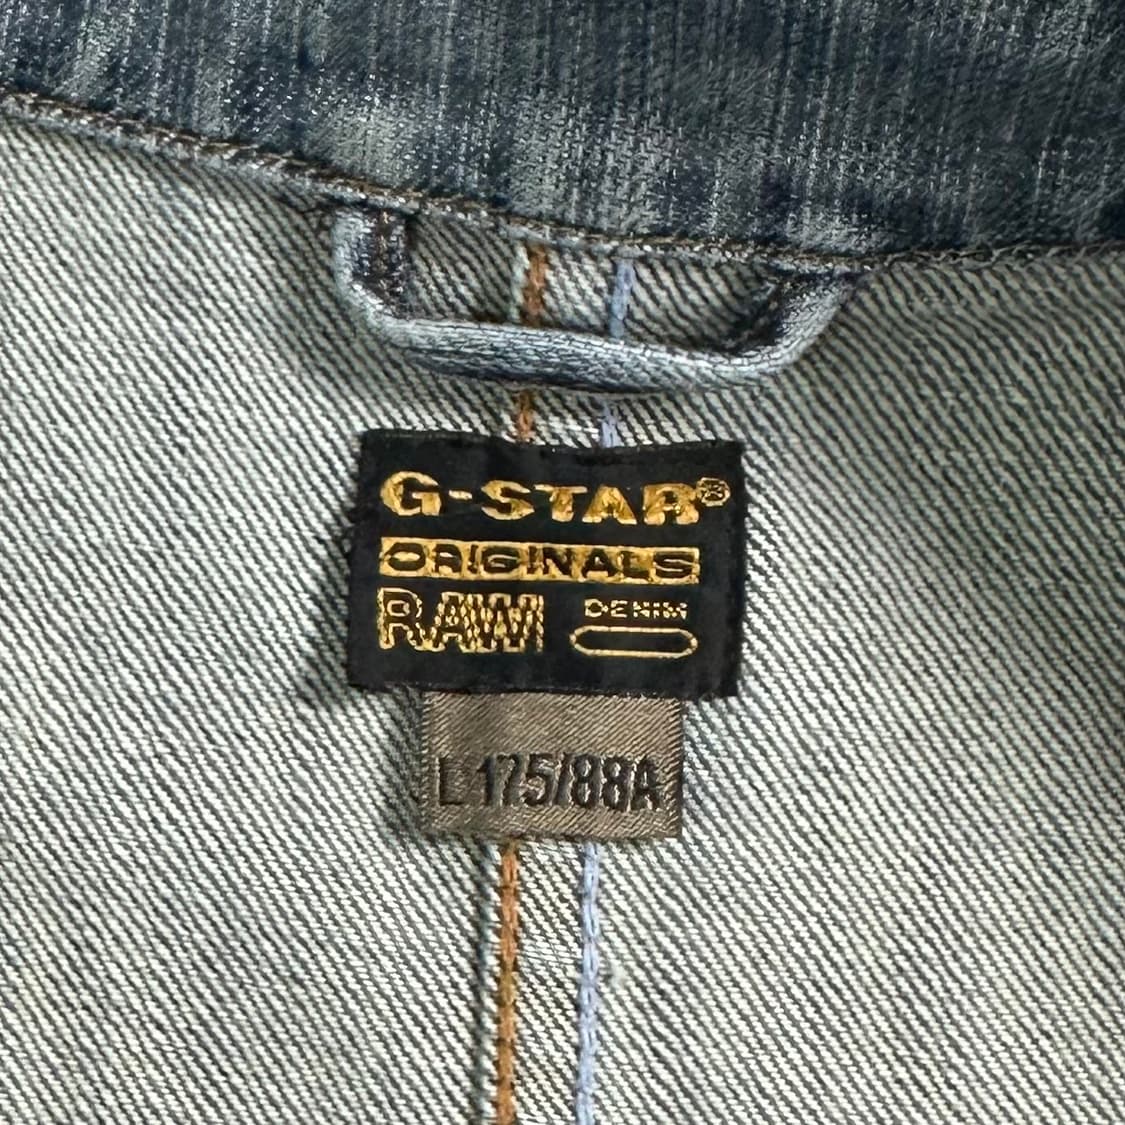 G-STAR®
ORIGINALS
RAW DENIM
L 175/88A